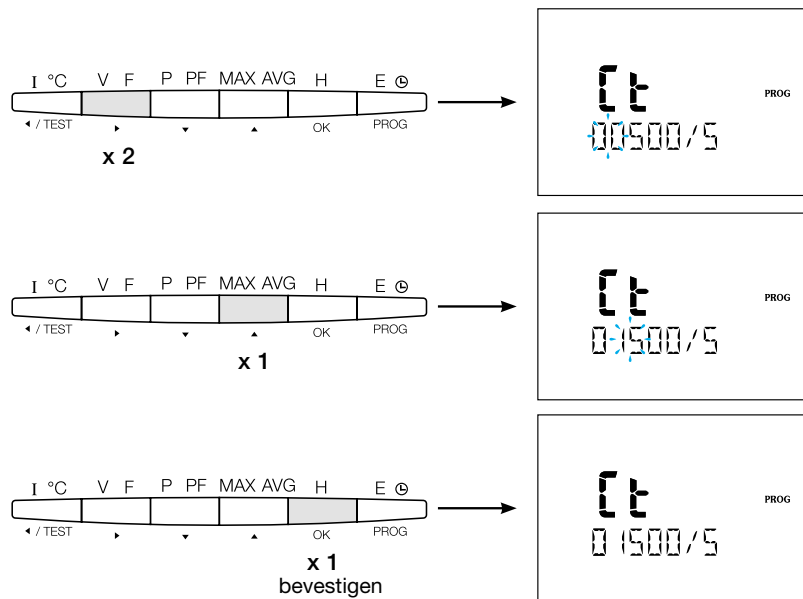 I °C V F P PF MAX AVG H E
/ TEST OK PROG
x 2
Ct
PROG
00500/5
I °C V F P PF MAX AVG H E
/ TEST OK PROG
x 1
Ct
PROG
01500/5
I °C V F P PF MAX AVG H E
/ TEST OK PROG
x 1
bevestigen
Ct
PROG
01500/5